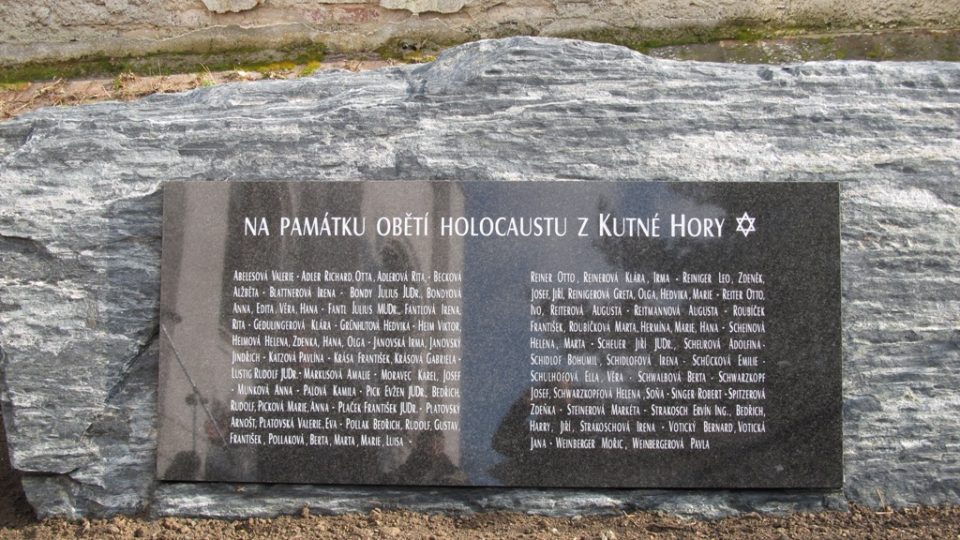 NA PAMÁTKU OBĚTÍ HOLOCAUSTU Z KUTNÉ HORY ✡
ABELESOVÁ VALERIE - ADLER RICHARD, OTTA, ADLEROVÁ RITA - BECKOVÁ
ALŽBĚTA - BLATTNEROVÁ IRENA - BONDY JULIUS JUDR., BONDYOVÁ
ANNA, EDITA, VĚRA, HANA - FANTL JULIUS MUDR., FANTLOVÁ IRENA,
RITA - GEDULINGEROVÁ KLÁRA - GRÜNHUTOVÁ HEDVIKA - HEIM VIKTOR,
HEIMOVÁ HELENA, ZDENKA, HANA, OLGA - JANOVSKÁ IRMA, JANOVSKÝ
JINDŘICH - KATZOVÁ PAVLÍNA - KRÁSA FRANTIŠEK, KRÁSOVÁ GABRIELA -
LUSTIG RUDOLF JUDR. - MARKUSOVÁ AMALIE - MORAVEC KAREL, JOSEF
- MUNKOVÁ ANNA - PALOVÁ KAMILA - PICK EVŽEN JUDR., BEDŘICH,
RUDOLF, PICKOVÁ MARIE, ANNA - PLAČEK FRANTIŠEK JUDR. - PLATOVSKÝ
ARNOŠT, PLATOVSKÁ VALERIE, EVA - POLLAK BEDŘICH, RUDOLF, GUSTAV,
FRANTIŠEK, POLLAKOVÁ, BERTA, MARTA, MARIE, LUISA -
REINER OTTO, REINEROVÁ KLÁRA, IRMA - REINIGER LEO, ZDENĚK,
JOSEF, JIŘÍ, REINIGEROVÁ GRETA, OLGA, HEDVIKA, MARIE - REITER OTTO,
IVO, REITEROVÁ AUGUSTA - REITMANNOVÁ AUGUSTA - ROUBÍČEK
FRANTIŠEK, ROUBÍČKOVÁ MARTA, HERMÍNA, MARIE, HANA - SCHEINOVÁ
HELENA, MARTA - SCHEUER JIŘÍ JUDR., SCHEUROVÁ ADOLFINA -
SCHIDLOF BOHUMIL, SCHIDLOFOVÁ IRENA - SCHÜCKOVÁ EMILIE -
SCHULHOFOVÁ ELLA, VĚRA - SCHWALBOVÁ BERTA - SCHWARZKOPF
JOSEF, SCHWARZKOPFOVÁ HELENA, SOŇA - SINGER ROBERT - SPITZEROVÁ
ZDEŇKA - STEINEROVÁ MARKÉTA - STRAKOSCH ERVÍN ING., BEDŘICH,
HARRY, JIŘÍ, STRAKOSCHOVÁ IRENA - VOTICKÝ BERNARD, VOTICKÁ
JANA - WEINBERGER MOŘIC, WEINBERGEROVÁ PAVLA